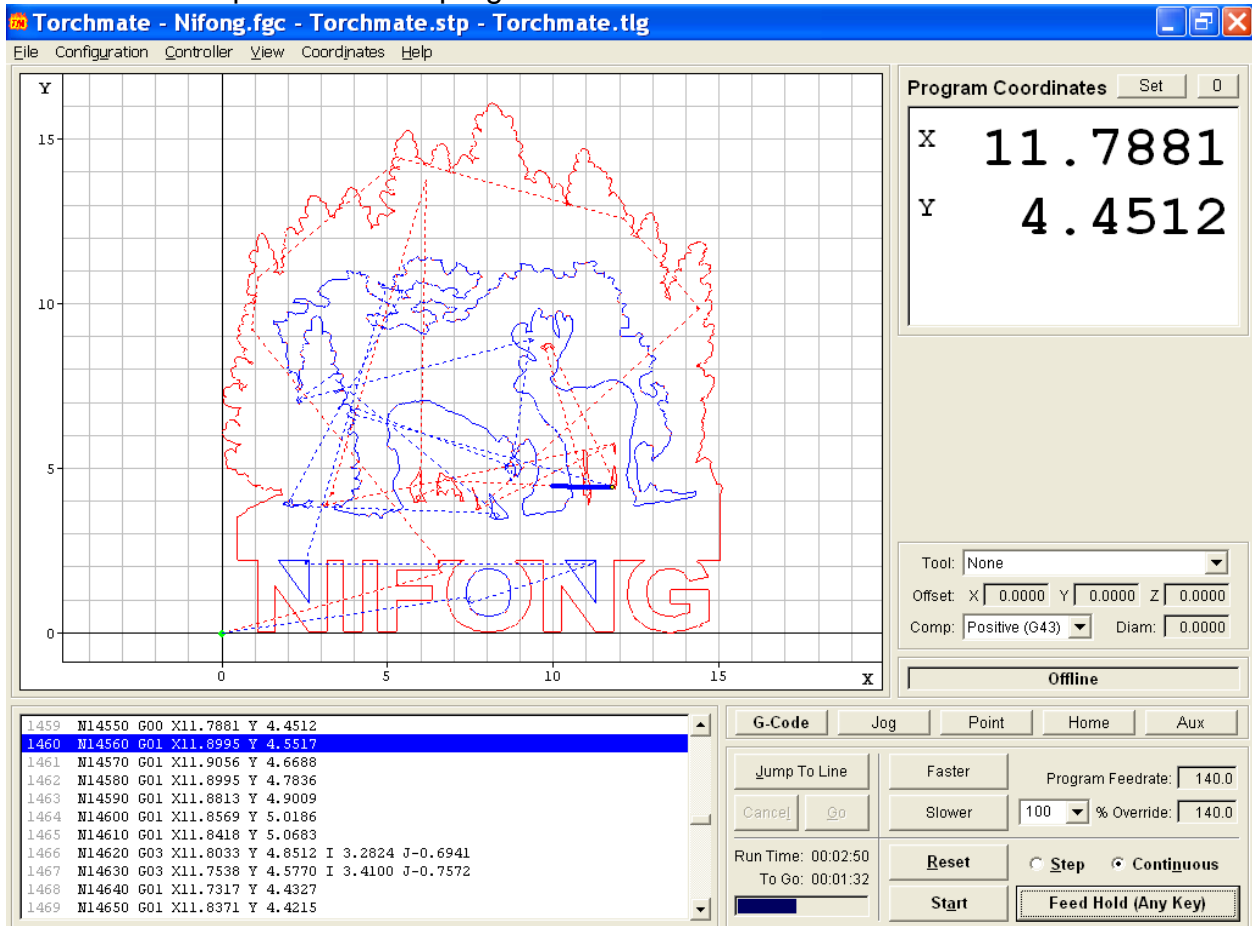 Torchmate - Nifong.fgc - Torchmate.stp - Torchmate.tlg
File Configuration Controller View Coordinates Help
Y
15
10
5
0
0 5 10 15 X
NIFONG
Program Coordinates Set 0
X 11.7881
Y 4.4512
Tool: None
Offset: X 0.0000 Y 0.0000 Z 0.0000
Comp: Positive (G43) Diam: 0.0000
Offline
1459 N14550 G00 X11.7881 Y 4.4512
1460 N14560 G01 X11.8995 Y 4.5517
1461 N14570 G01 X11.9056 Y 4.6688
1462 N14580 G01 X11.8995 Y 4.7836
1463 N14590 G01 X11.8813 Y 4.9009
1464 N14600 G01 X11.8569 Y 5.0186
1465 N14610 G01 X11.8418 Y 5.0683
1466 N14620 G03 X11.8033 Y 4.8512 I 3.2824 J-0.6941
1467 N14630 G03 X11.7538 Y 4.5770 I 3.4100 J-0.7572
1468 N14640 G01 X11.7317 Y 4.4327
1469 N14650 G01 X11.8371 Y 4.4215
G-Code Jog Point Home Aux
Jump To Line Faster Program Feedrate: 140.0
Cancel Go Slower 100 % Override: 140.0
Run Time: 00:02:50 Reset Step Continuous
To Go: 00:01:32
Start Feed Hold (Any Key)